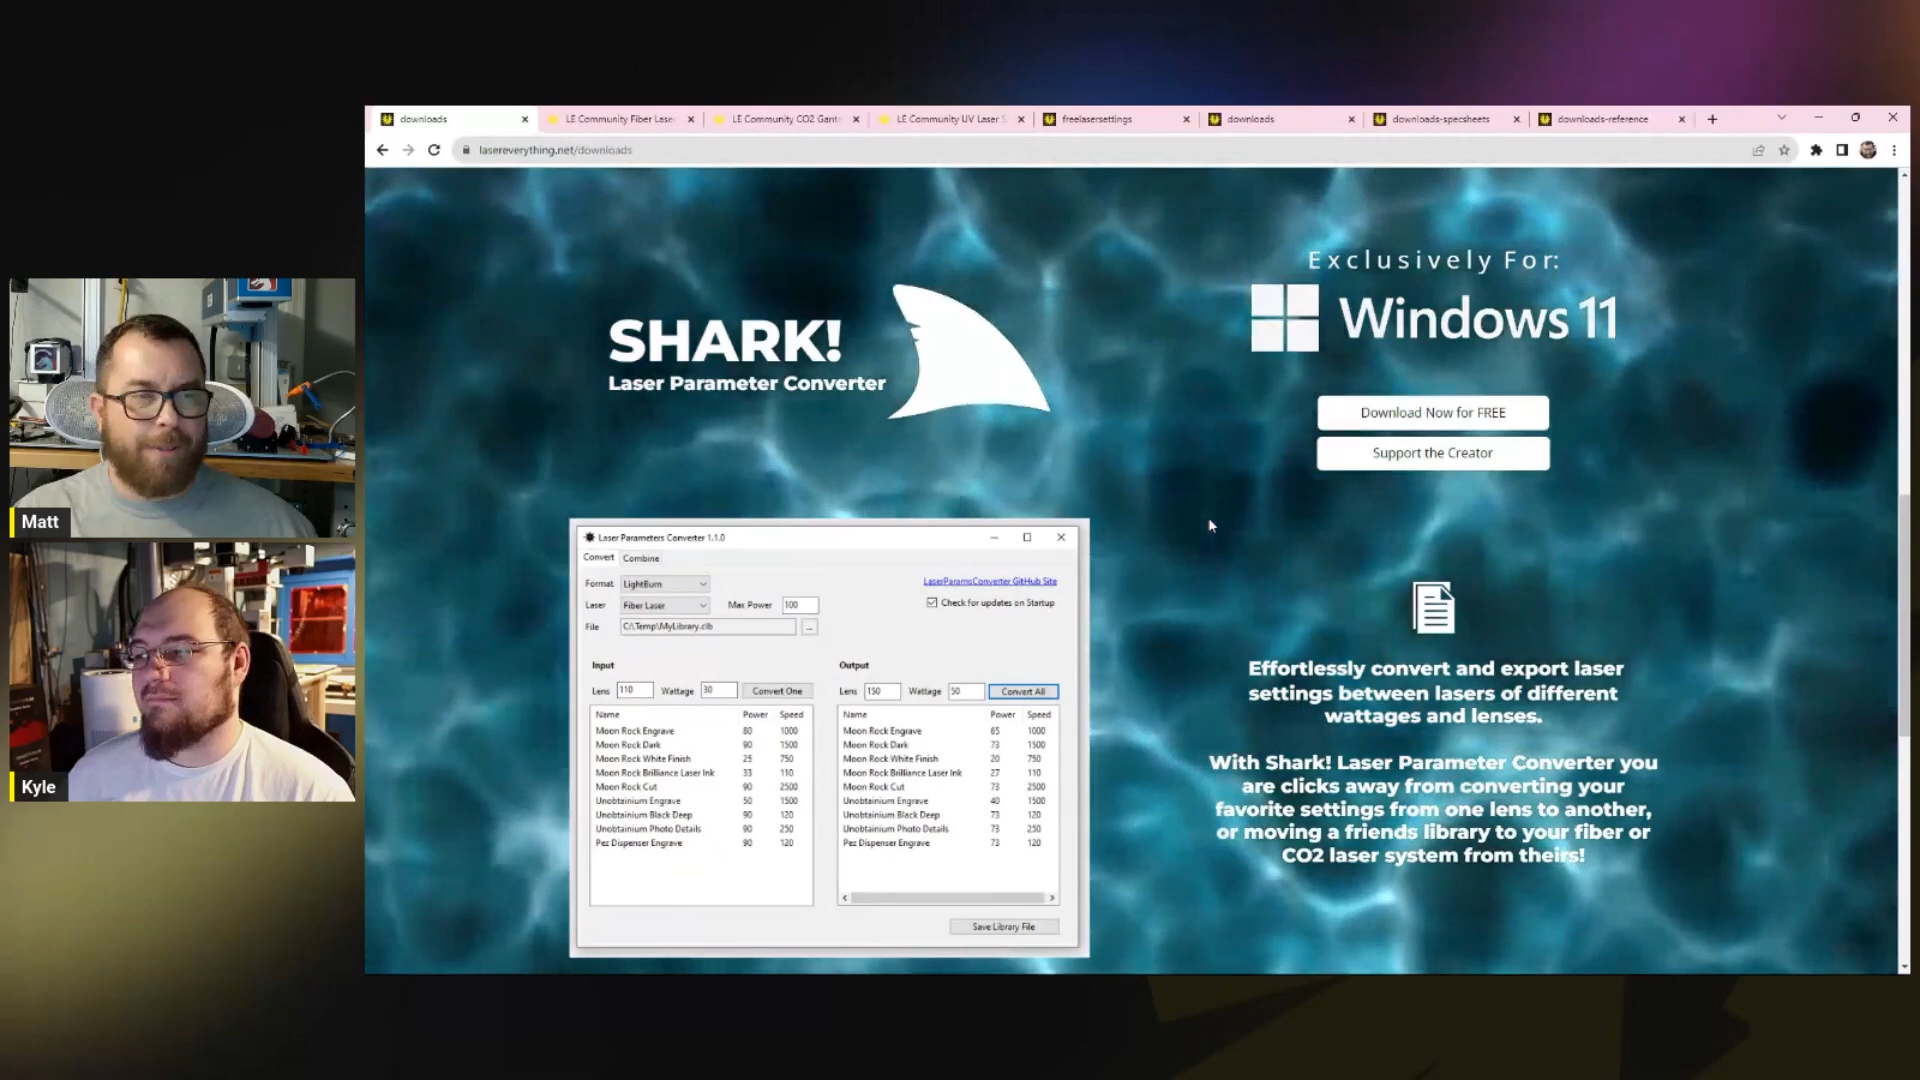 downloads
LE Community Fiber Lase
LE Community CO2 Gant
LE Community UV Laser S
freelasersettings
downloads
downloads-specsheets
downloads-reference
lasereverything.net/downloads
SHARK!
Laser Parameter Converter
Exclusively For:
Windows 11
Download Now for FREE
Support the Creator
Matt
Kyle
Laser Parameters Converter 1.1.0
Convert Combine
Format LightBurn
LaserParamsConverter GitHub Site
Laser Fiber Laser Max Power 100
Check for updates on Startup
File C:\Temp\MyLibrary.clb ...
Input
Lens 110 Wattage 30 Convert One
Name Power Speed
Moon Rock Engrave 80 1000
Moon Rock Dark 90 1500
Moon Rock White Finish 25 750
Moon Rock Brilliance Laser Ink 33 110
Moon Rock Cut 90 2500
Unobtainium Engrave 50 1500
Unobtainium Black Deep 90 120
Unobtainium Photo Details 90 250
Pez Dispenser Engrave 90 120
Output
Lens 150 Wattage 50 Convert All
Name Power Speed
Moon Rock Engrave 65 1000
Moon Rock Dark 73 1500
Moon Rock White Finish 20 750
Moon Rock Brilliance Laser Ink 27 110
Moon Rock Cut 73 2500
Unobtainium Engrave 40 1500
Unobtainium Black Deep 73 120
Unobtainium Photo Details 73 250
Pez Dispenser Engrave 73 120
Save Library File
Effortlessly convert and export laser
settings between lasers of different
wattages and lenses.
With Shark! Laser Parameter Converter you
are clicks away from converting your
favorite settings from one lens to another,
or moving a friends library to your fiber or
CO2 laser system from theirs!